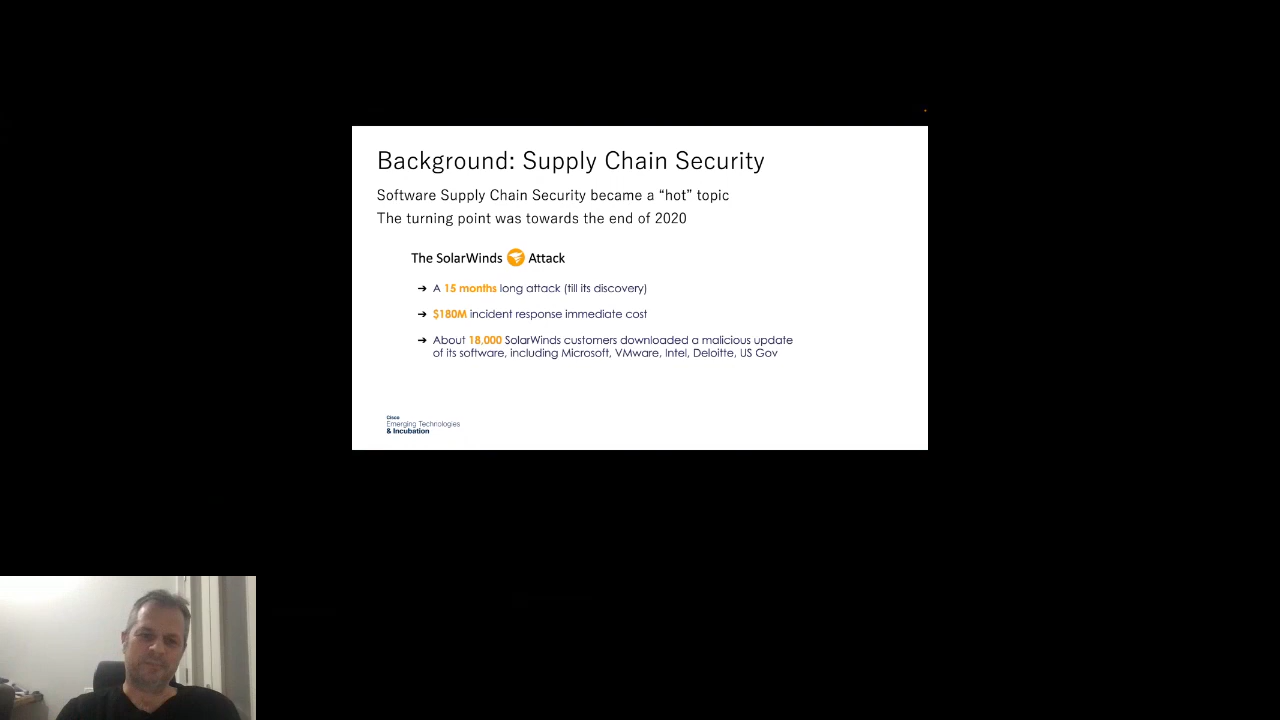 Background: Supply Chain Security
Software Supply Chain Security became a “hot” topic
The turning point was towards the end of 2020
The SolarWinds Attack
➔ A 15 months long attack (till its discovery)
➔ $180M incident response immediate cost
➔ About 18,000 SolarWinds customers downloaded a malicious update
of its software, including Microsoft, VMware, Intel, Deloitte, US Gov
Cisco
Emerging Technologies
& Incubation